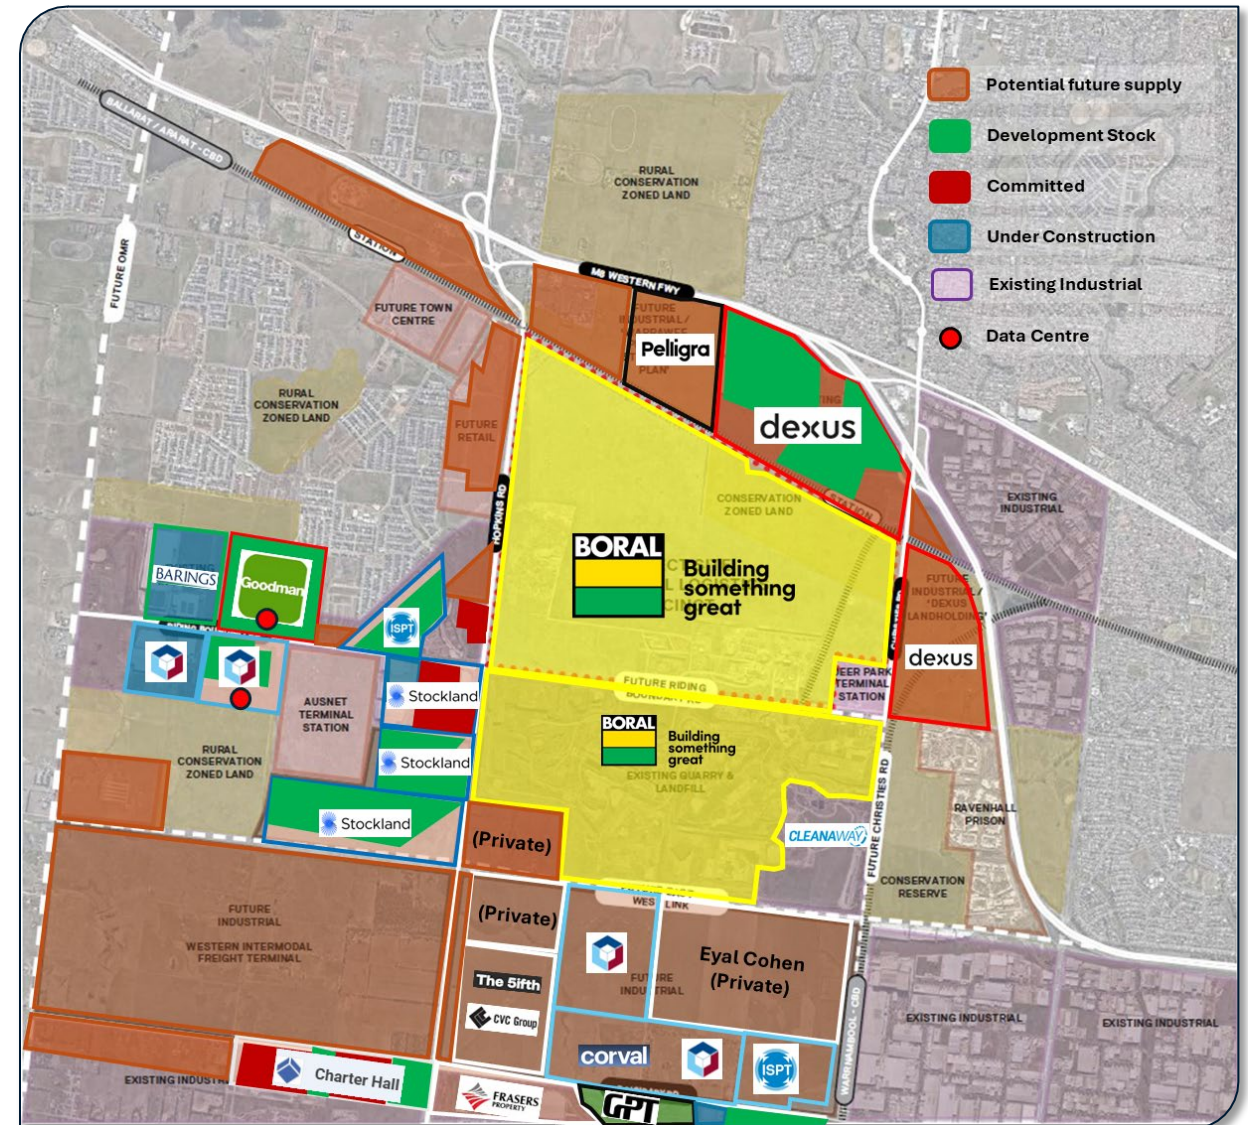 Potential future supply
Development Stock
Committed
Under Construction
Existing Industrial
Data Centre
BALLARAT / ARARAT - CBD
STATION
FUTURE OMR
RURAL
CONSERVATION
ZONED LAND
M8 WESTERN FWY
FUTURE TOWN
CENTRE
FUTURE
INDUSTRIAL /
PLAN'
Pelligra
dexus
RURAL
CONSERVATION
ZONED LAND
FUTURE
RETAIL
HOPKINS RD
CONSERVATION
ZONED LAND
STATION
EXISTING
INDUSTRIAL
BORAL
Building
something
great
BARINGS
Goodman
ISPT
FUTURE
INDUSTRIAL /
'DEXUS
LANDHOLDING'
dexus
DEER PARK
TERMINAL
STATION
FUTURE RIDING
BOUNDARY RD
AUSNET
TERMINAL
STATION
Stockland
Stockland
Stockland
RURAL
CONSERVATION
ZONED LAND
BORAL
Building
something
great
EXISTING QUARRY &
LANDFILL
CLEANAWAY
FUTURE CHRISTIES RD
RAVENHALL
PRISON
CONSERVATION
RESERVE
(Private)
(Private)
WEST LINK
FUTURE
INDUSTRIAL
WESTERN INTERMODAL
FREIGHT TERMINAL
The 5ifth
CVC Group
FUTURE
INDUSTRIAL
Eyal Cohen
(Private)
corval
ISPT
WARRNAMBOOL - CBD
EXISTING INDUSTRIAL
EXISTING INDUSTRIAL
EXISTING INDUSTRIAL
Charter Hall
FRASERS
PROPERTY
GPT